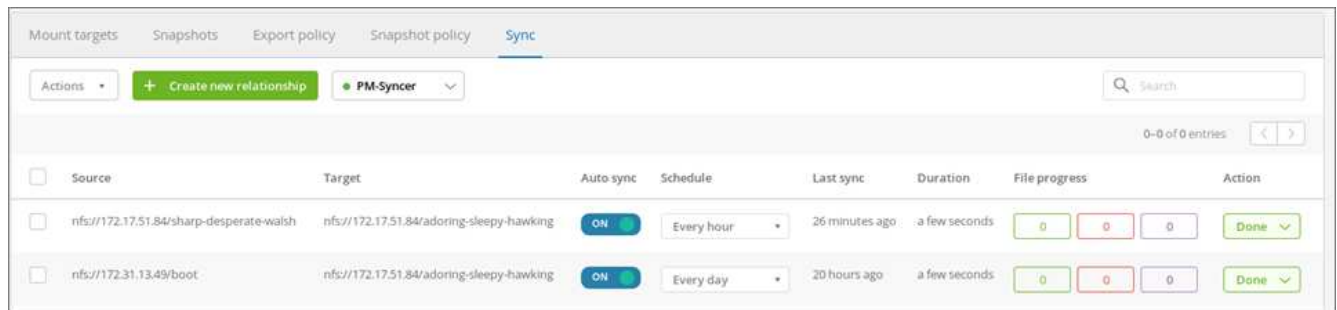 Mount targets Snapshots Export policy Snapshot policy Sync
Actions + Create new relationship PM-Syncer Search
0-0 of 0 entries < >
Source Target Auto sync Schedule Last sync Duration File progress Action
nfs://172.17.51.84/sharp-desperate-walsh nfs://172.17.51.84/adoring-sleepy-hawking ON Every hour 26 minutes ago a few seconds 0 0 0 Done
nfs://172.31.13.49/boot nfs://172.17.51.84/adoring-sleepy-hawking ON Every day 20 hours ago a few seconds 0 0 0 Done